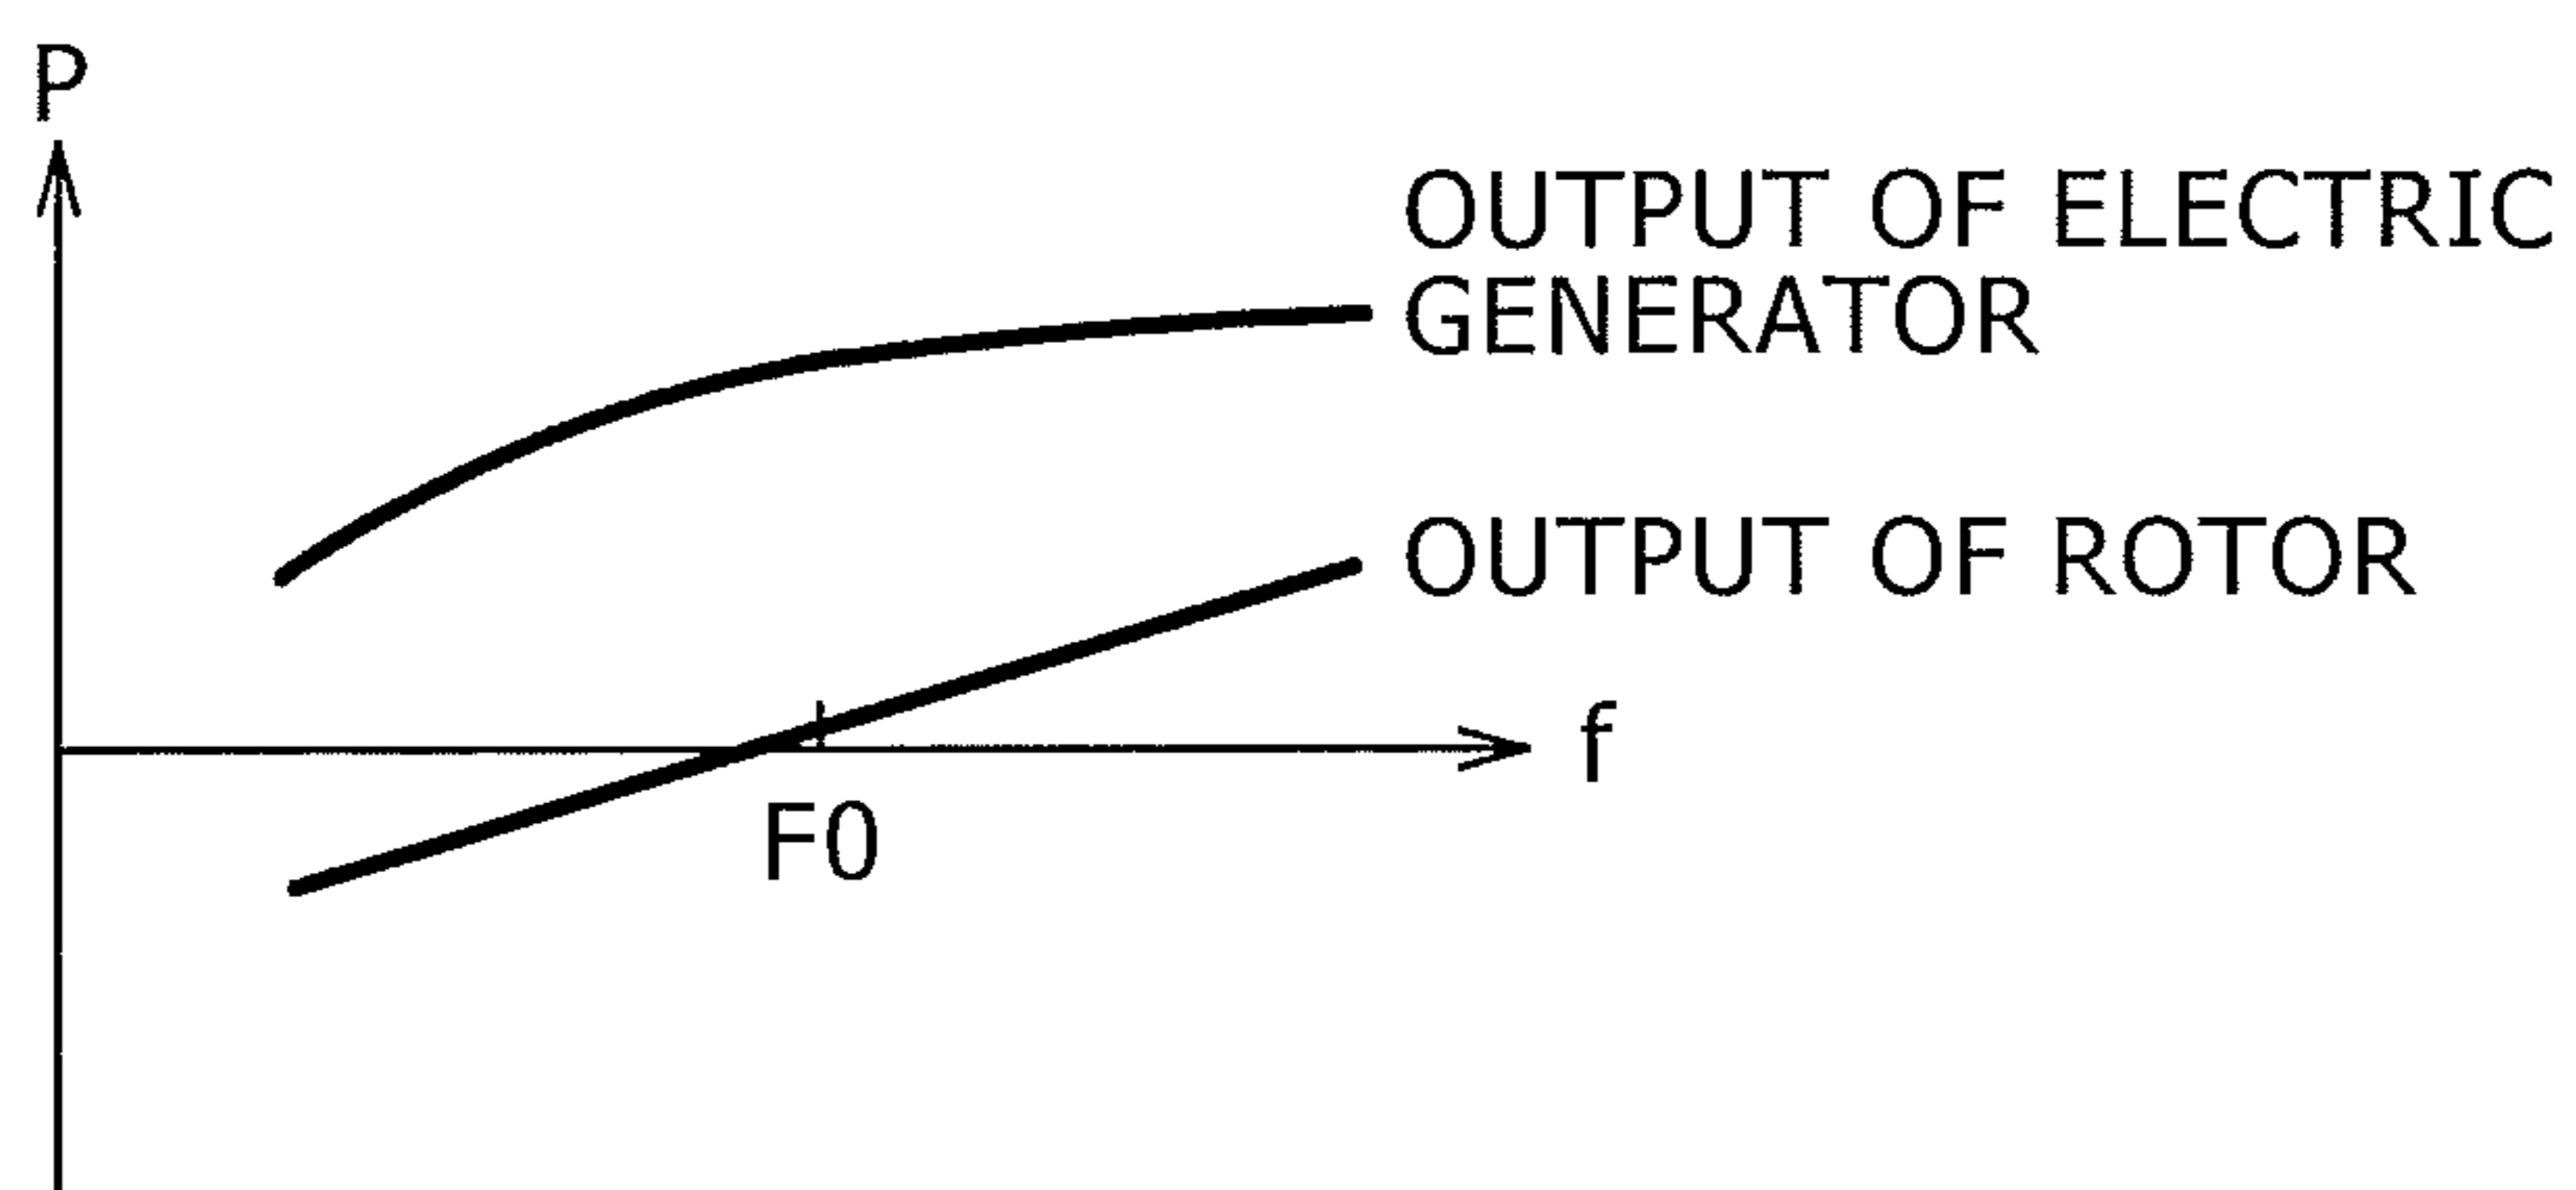 P
OUTPUT OF ELECTRIC
GENERATOR
OUTPUT OF ROTOR
f
F0